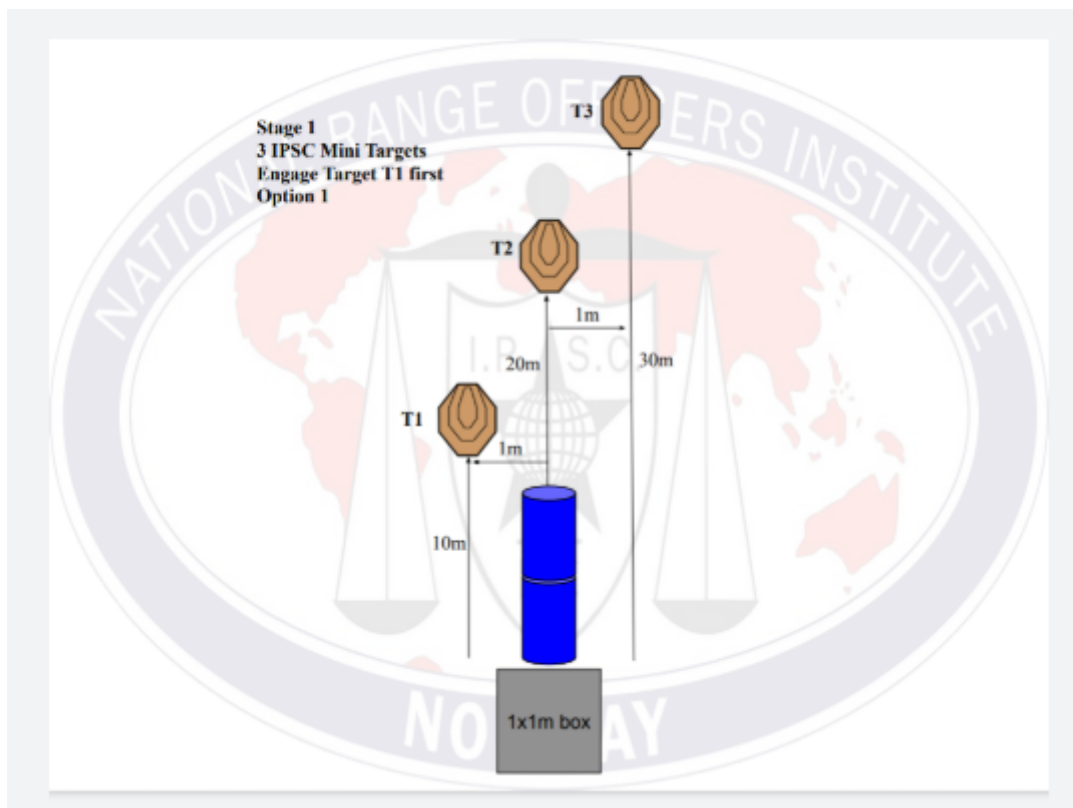 NATIONAL RANGE OFFICERS INSTITUTE
Stage 1
3 IPSC Mini Targets
Engage Target T1 first
Option 1
T3
T2
1m
I.P.S.C.
20m
30m
T1
1m
10m
1x1m box
NORWAY